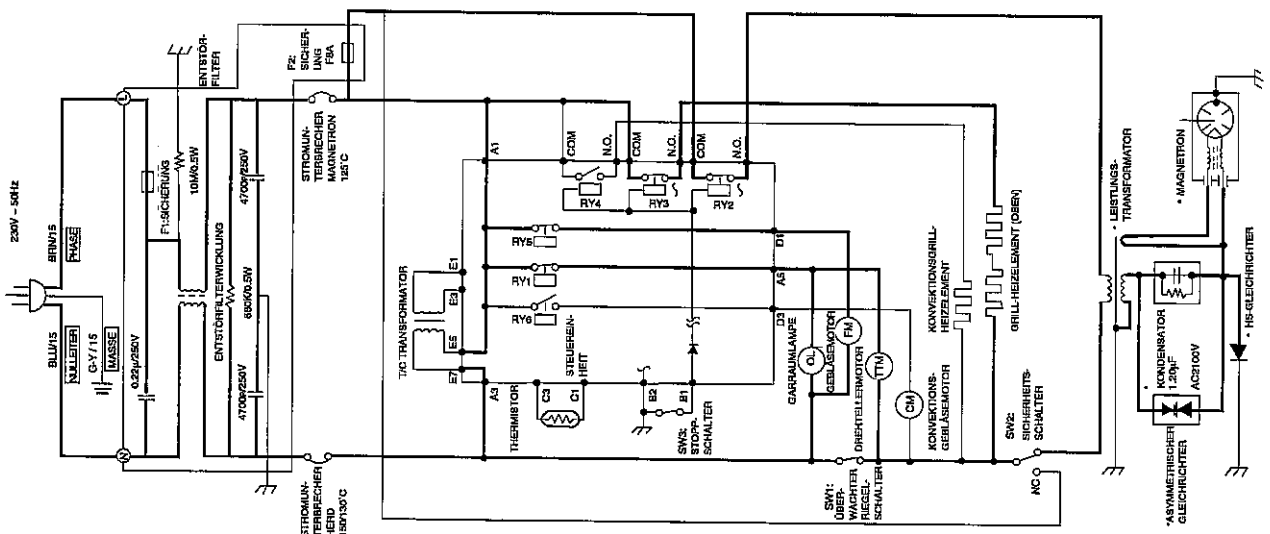 230V ~ 50Hz
BRN/15
PHASE
BLU/15
NULLEITER
G-Y / 15
MASSE
L
N
F1:SICHERUNG
10M/0.5W
0.22µ/250V
ENTSTÖR-
FILTER
ENTSTÖRFILTERWICKLUNG
4700p/250V
680K/0.5W
4700p/250V
F2:
SICHER-
UNG
F8A
STROMUN-
TERBRECHER
MAGNETRON
125°C
STROMUN-
TERBRECHER
HERD
150/130°C
A1
COM
N.O.
COM
N.O.
COM
N.O.
RY4
RY3
RY2
RY5
RY1
RY6
E1
E3
E5
E7
T/C TRANSFORMATOR
A3
D1
A5
D3
STEUEREIN-
HEIT
THERMISTOR
C3
C1
B2
B1
SW3:
STOPP-
SCHALTER
GARRAUMLAMPE
OL
GEBLÄSEMOTOR
FM
DREHTELLERMOTOR
TTM
CM
KONVEKTIONS-
GEBLÄSEMOTOR
KONVEKTIONSGRILL-
HEIZELEMENT
GRILL-HEIZELEMENT (OBEN)
SW1:
ÜBER-
WACHTER
RIEGEL-
SCHALTER
SW2:
SICHERHEITS-
SCHALTER
NC
* LEISTUNGS-
TRANSFORMATOR
* MAGNETRON
*
KONDENSATOR
1.20µF
AC2100V
* HS-GLEICHRICHTER
*ASYMMETRISCHER
GLEICHRICHTER